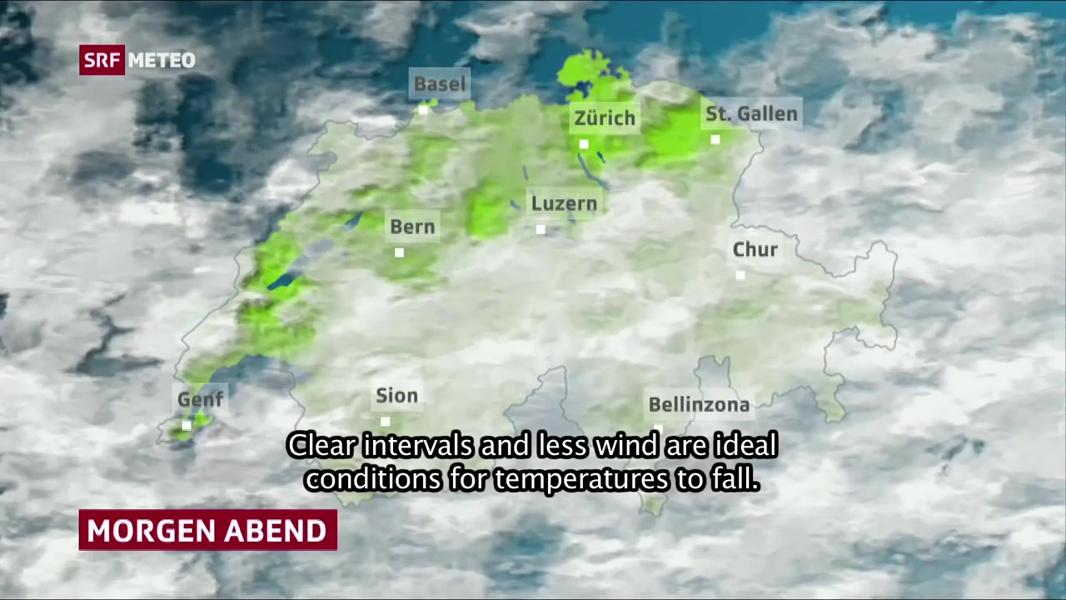 SRF METEO
Basel
Zürich
St. Gallen
Luzern
Bern
Chur
Genf
Sion
Bellinzona
Clear intervals and less wind are ideal
conditions for temperatures to fall.
MORGEN ABEND